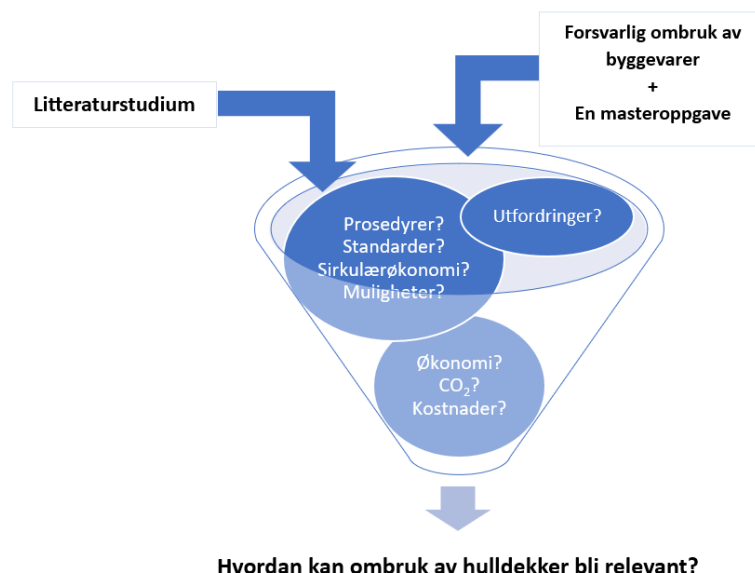 Forsvarlig ombruk av
byggevarer
+
En masteroppgave
Litteraturstudium
Prosedyrer?
Standarder?
Sirkulærøkonomi?
Muligheter?
Utfordringer?
Økonomi?
CO₂?
Kostnader?
Hvordan kan ombruk av hulldekker bli relevant?